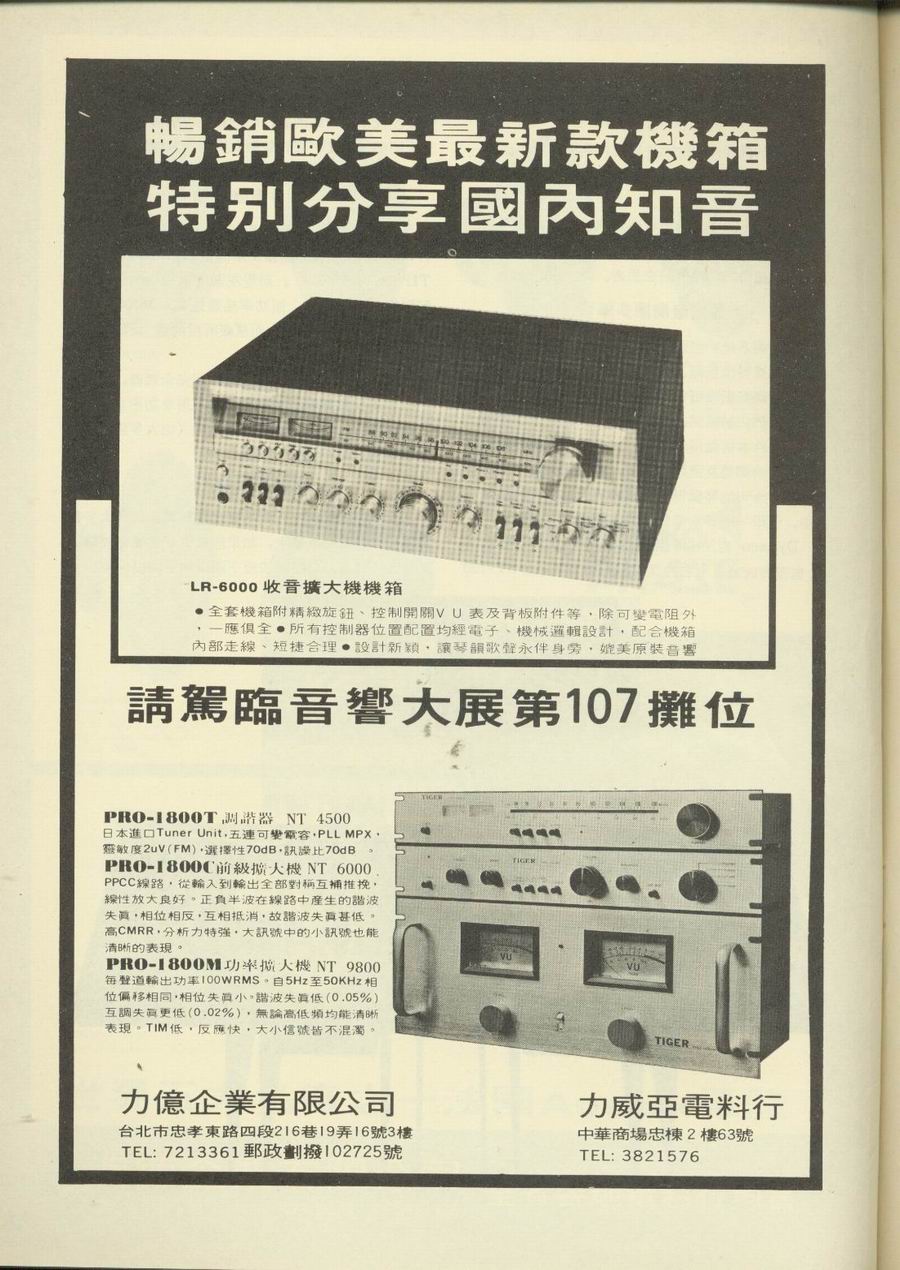 暢銷歐美最新款機箱
特別分享國內知音
LR-6000 收音擴大機機箱
●全套機箱附精緻旋鈕、控制開關VU表及背板附件等，除可變電阻外
，一應俱全●所有控制器位置配置均經電子、機械邏輯設計，配合機箱
內部走線、短捷合理●設計新穎，讓琴韻歌聲永伴身旁，媲美原裝音響
請駕臨音響大展第107攤位
PRO-1800T 調諧器 NT 4500
日本進口Tuner Unit，五連可變電容，PLL MPX，
靈敏度2uV(FM)，選擇性70dB，訊譟比70dB 。
PRO-1800C前級擴大機 NT 6000
PPCC線路，從輸入到輸出全部對稱互補推挽，
線性放大良好。正負半波在線路中產生的諧波
失真，相位相反，互相抵消，故諧波失真甚低。
高CMRR，分析力特強，大訊號中的小訊號也能
清晰的表現。
PRO-1800M功率擴大機 NT 9800
每聲道輸出功率100WRMS。自5Hz至50KHz相
位偏移相同，相位失真小。諧波失真低(0.05%)
互調失真更低(0.02%)，無論高低頻均能清晰
表現。TIM低，反應快，大小信號皆不混濁。
TIGER
TIGER
VU
VU
TIGER
力億企業有限公司
台北市忠孝東路四段216巷19弄16號3樓
TEL: 7213361郵政劃撥102725號
力威亞電料行
中華商場忠棟2樓63號
TEL: 3821576